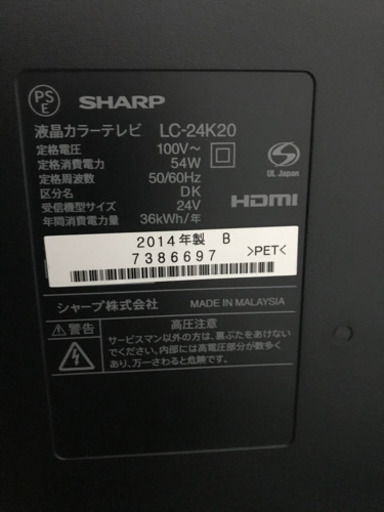 PS
E
SHARP
液晶カラーテレビ LC-24K20
定格電圧 100V～
定格消費電力 54W
定格周波数 50/60Hz
区分名 DK
受信機型サイズ 24V
年間消費電力量 36kWh/年
UL Japan
HDMI
2014年製 B
7386697
>PET<
シャープ株式会社 MADE IN MALAYSIA
警告 高圧注意
サービスマン以外の方は、裏ぶたをあけない
でください。内部には高電圧部分が数多く
あり、万一さわると危険です。